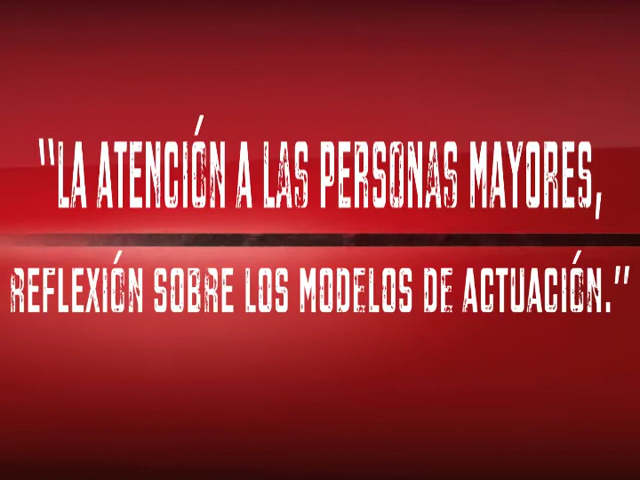 "LA ATENCIÓN A LAS PERSONAS MAYORES,
REFLEXIÓN SOBRE LOS MODELOS DE ACTUACIÓN."